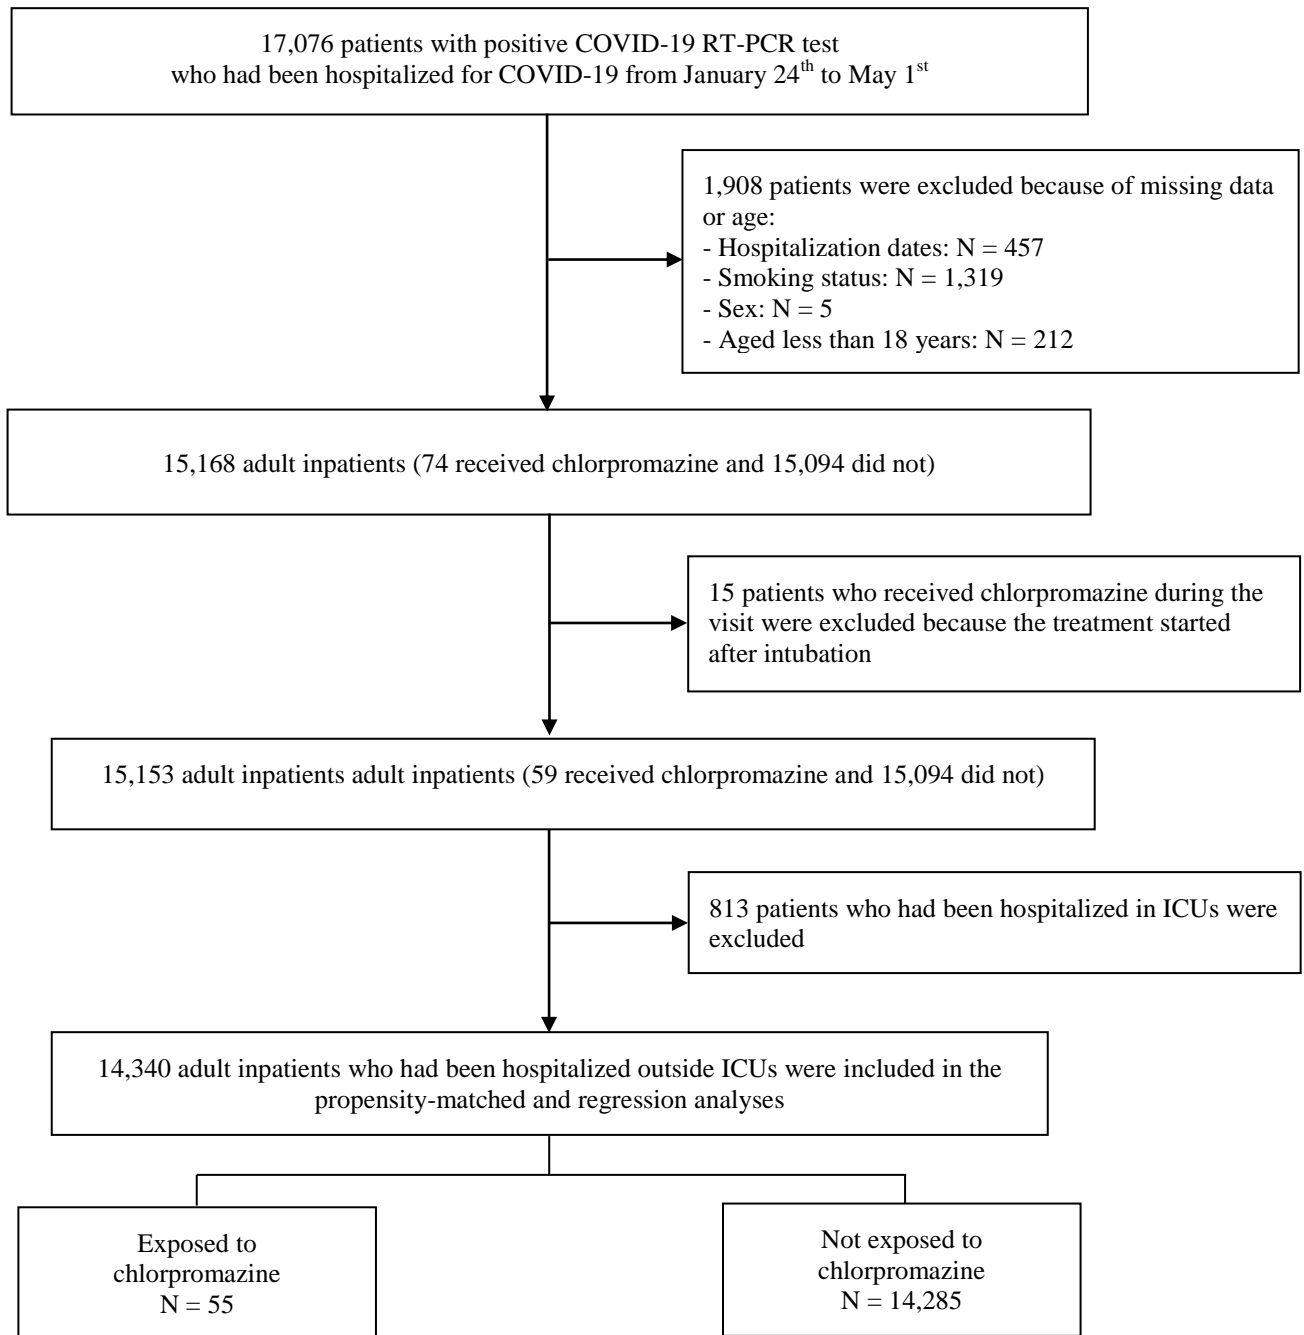 17,076 patients with positive COVID-19 RT-PCR test
who had been hospitalized for COVID-19 from January 24th to May 1st
1,908 patients were excluded because of missing data
or age:
- Hospitalization dates: N = 457
- Smoking status: N = 1,319
- Sex: N = 5
- Aged less than 18 years: N = 212
15,168 adult inpatients (74 received chlorpromazine and 15,094 did not)
15 patients who received chlorpromazine during the
visit were excluded because the treatment started
after intubation
15,153 adult inpatients adult inpatients (59 received chlorpromazine and 15,094 did not)
813 patients who had been hospitalized in ICUs were
excluded
14,340 adult inpatients who had been hospitalized outside ICUs were included in the
propensity-matched and regression analyses
Exposed to
chlorpromazine
N = 55
Not exposed to
chlorpromazine
N = 14,285